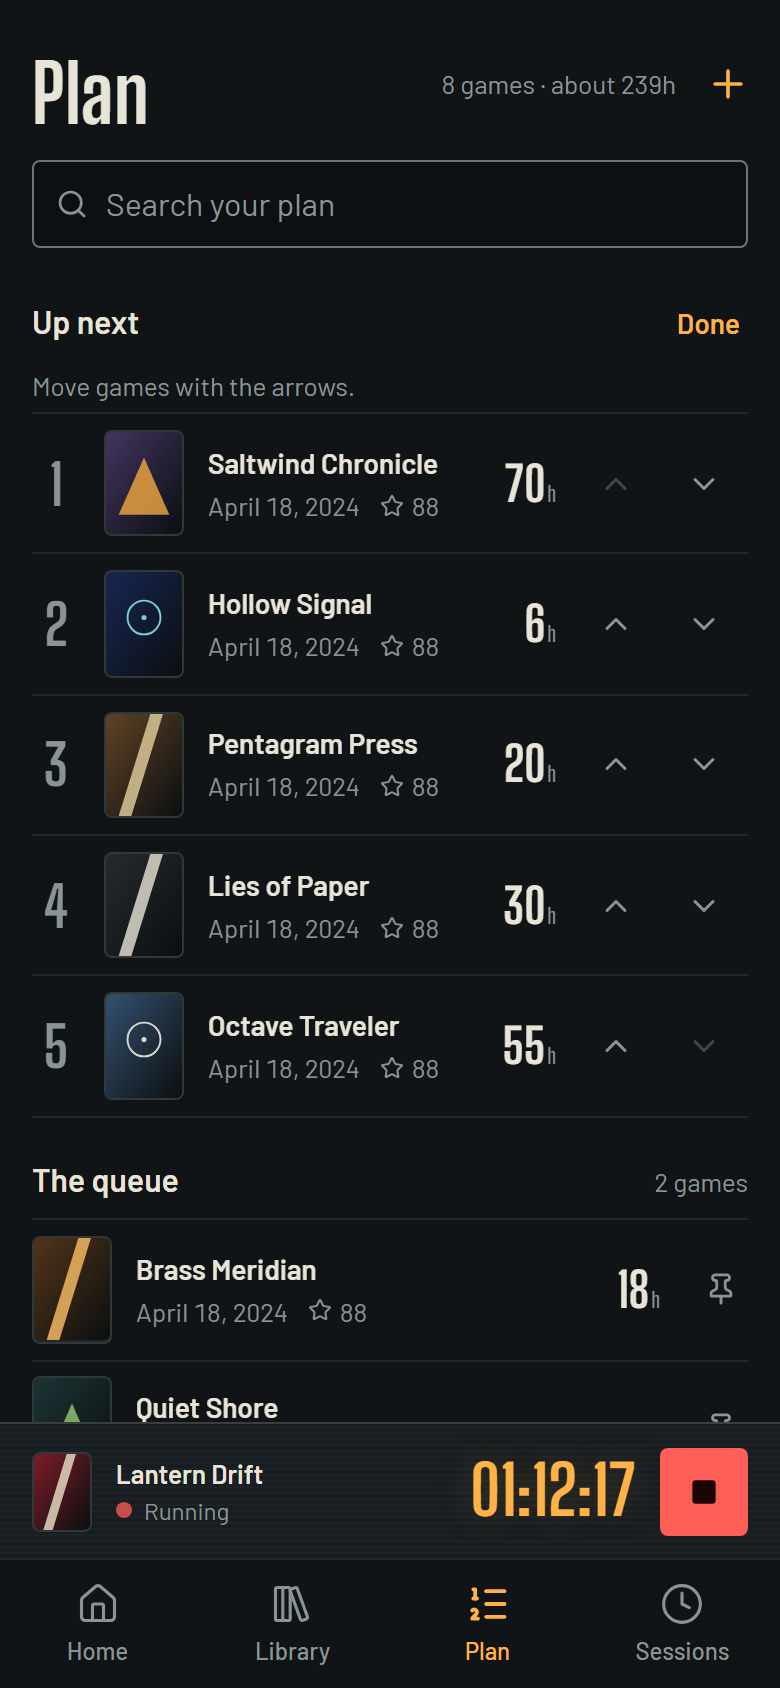 Plan
8 games · about 239h
Search your plan
Up next
Done
Move games with the arrows.
1
Saltwind Chronicle
April 18, 2024 88
70h
2
Hollow Signal
April 18, 2024 88
6h
3
Pentagram Press
April 18, 2024 88
20h
4
Lies of Paper
April 18, 2024 88
30h
5
Octave Traveler
April 18, 2024 88
55h
The queue
2 games
Brass Meridian
April 18, 2024 88
18h
Quiet Shore
Lantern Drift
Running
01:12:17
Home
Library
Plan
Sessions